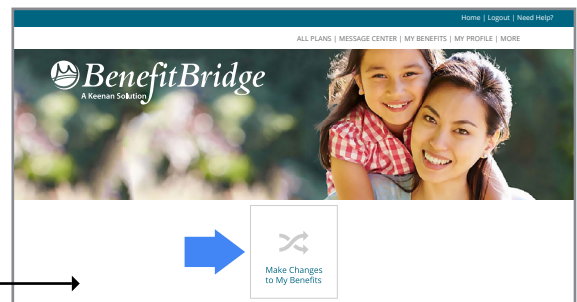 Home | Logout | Need Help?
ALL PLANS | MESSAGE CENTER | MY BENEFITS | MY PROFILE | MORE
BenefitBridge
A Keenan Solution
Make Changes
to My Benefits